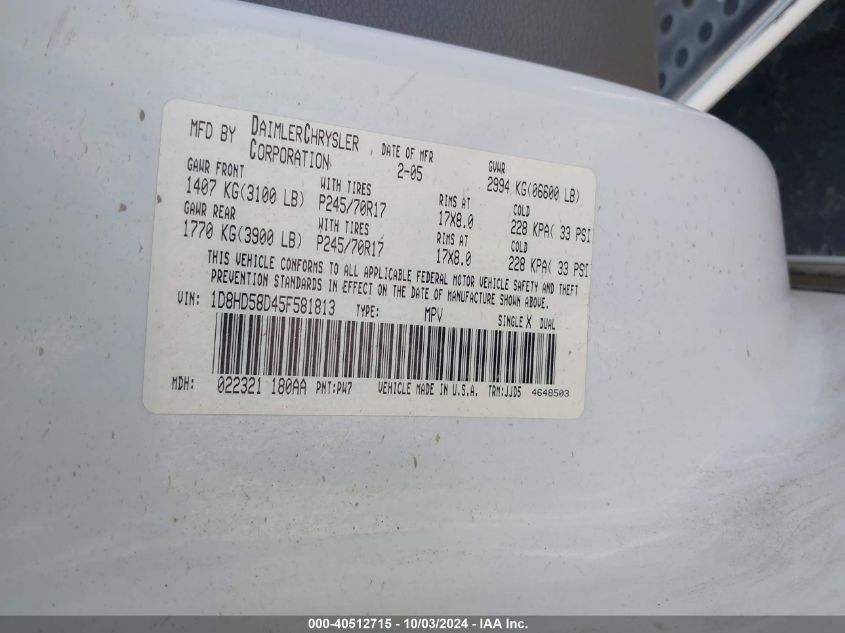 MFD BY DAIMLERCHRYSLER CORPORATION , DATE OF MFR 2-05 GVWR 2994 KG(06600 LB)
GAWR FRONT WITH TIRES RIMS AT COLD
1407 KG(3100 LB) P245/70R17 17X8.0 228 KPA( 33 PSI
GAWR REAR WITH TIRES RIMS AT COLD
1770 KG(3900 LB) P245/70R17 17X8.0 228 KPA( 33 PSI
THIS VEHICLE CONFORMS TO ALL APPLICABLE FEDERAL MOTOR VEHICLE SAFETY AND THEFT
PREVENTION STANDARDS IN EFFECT ON THE DATE OF MANUFACTURE SHOWN ABOVE.
VIN: 1D8HD58D45F581813 TYPE: MPV SINGLE X DUAL
MDH: 022321 180AA PNT:PW7 VEHICLE MADE IN U.S.A. TRM:JJD5 4648503
000-40512715 - 10/03/2024 - IAA Inc.